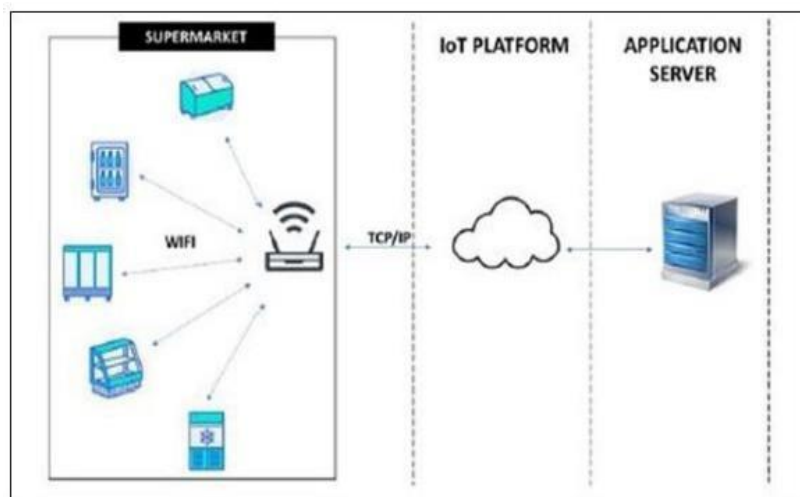 SUPERMARKET
IoT PLATFORM
APPLICATION
SERVER
WIFI
TCP/IP